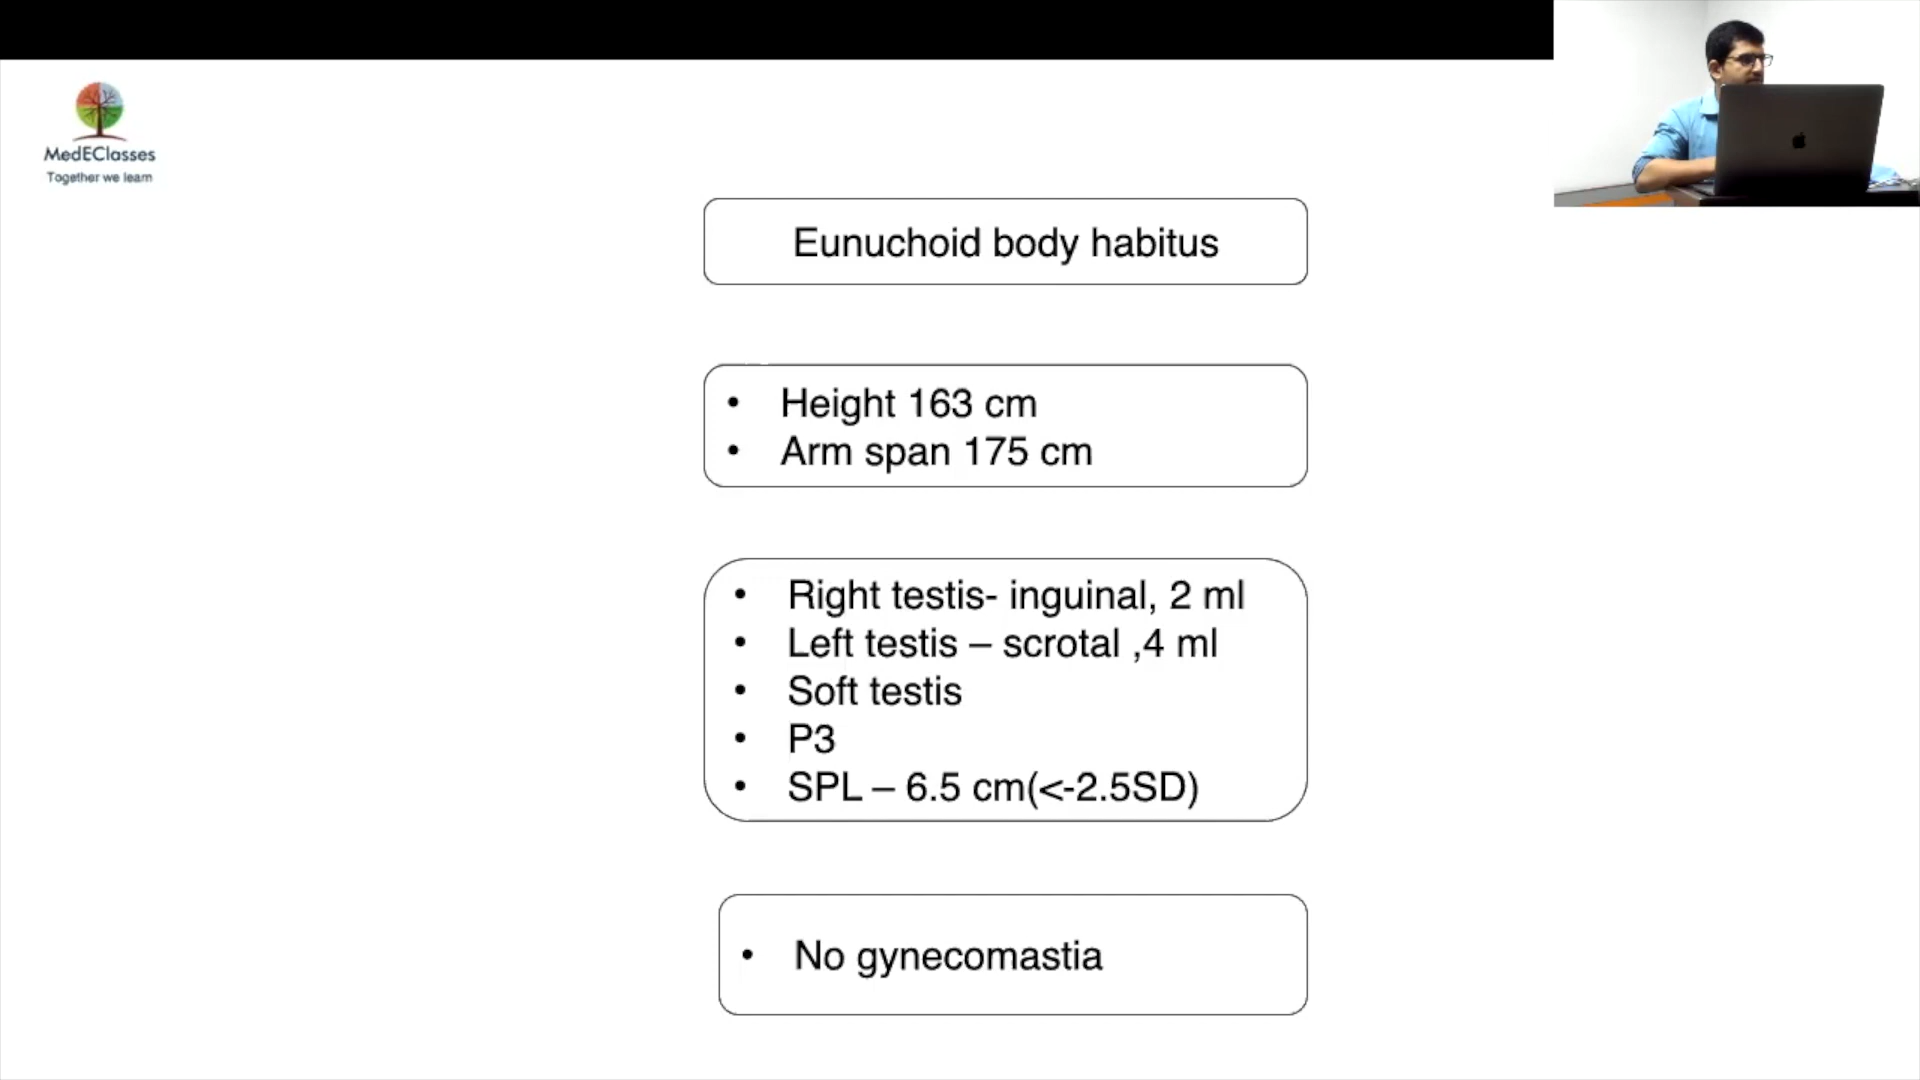 MedEClasses
Together we learn
Eunuchoid body habitus
• Height 163 cm
• Arm span 175 cm
• Right testis- inguinal, 2 ml
• Left testis – scrotal ,4 ml
• Soft testis
• P3
• SPL – 6.5 cm(<-2.5SD)
• No gynecomastia